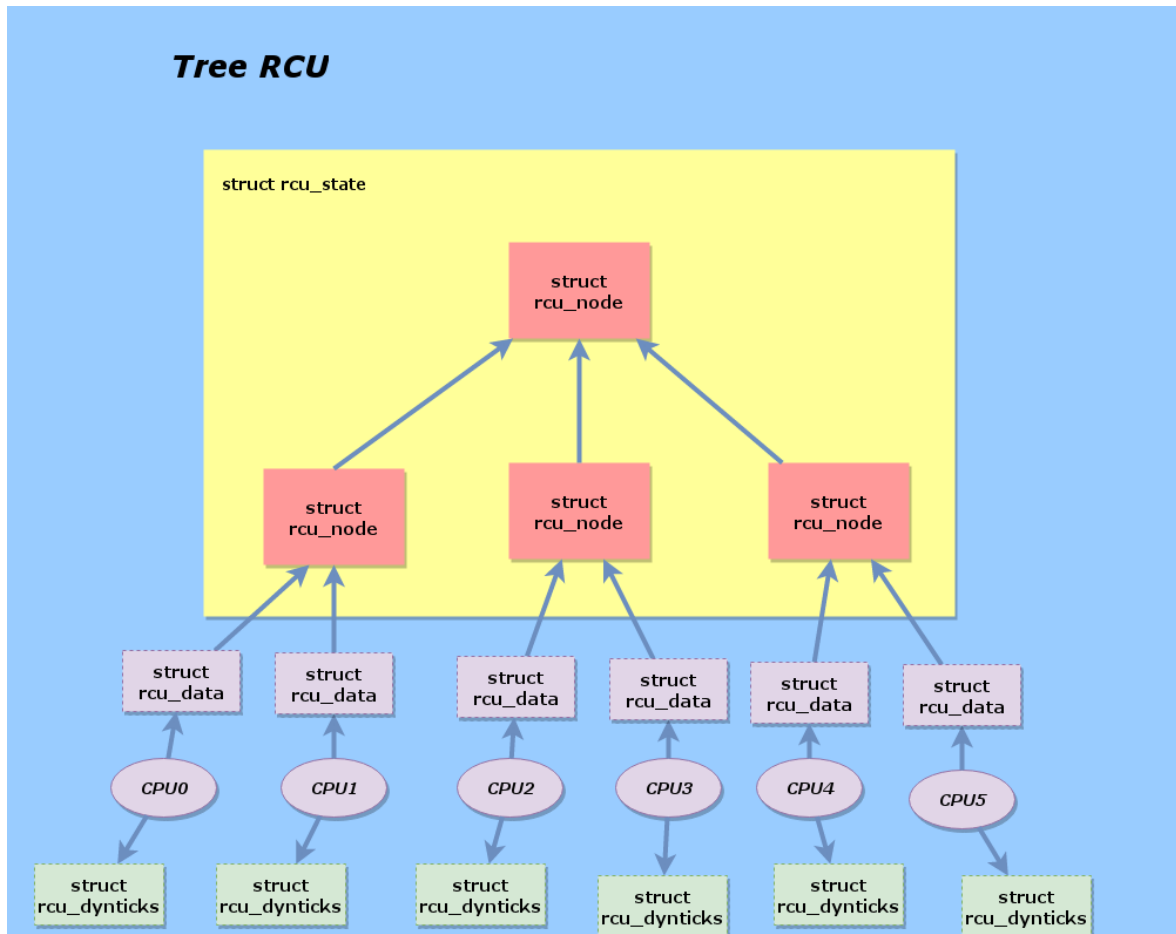 Tree RCU
struct rcu_state
struct
rcu_node
struct
rcu_node
struct
rcu_node
struct
rcu_node
struct
rcu_data
struct
rcu_data
struct
rcu_data
struct
rcu_data
struct
rcu_data
struct
rcu_data
CPU0
CPU1
CPU2
CPU3
CPU4
CPU5
struct
rcu_dynticks
struct
rcu_dynticks
struct
rcu_dynticks
struct
rcu_dynticks
struct
rcu_dynticks
struct
rcu_dynticks